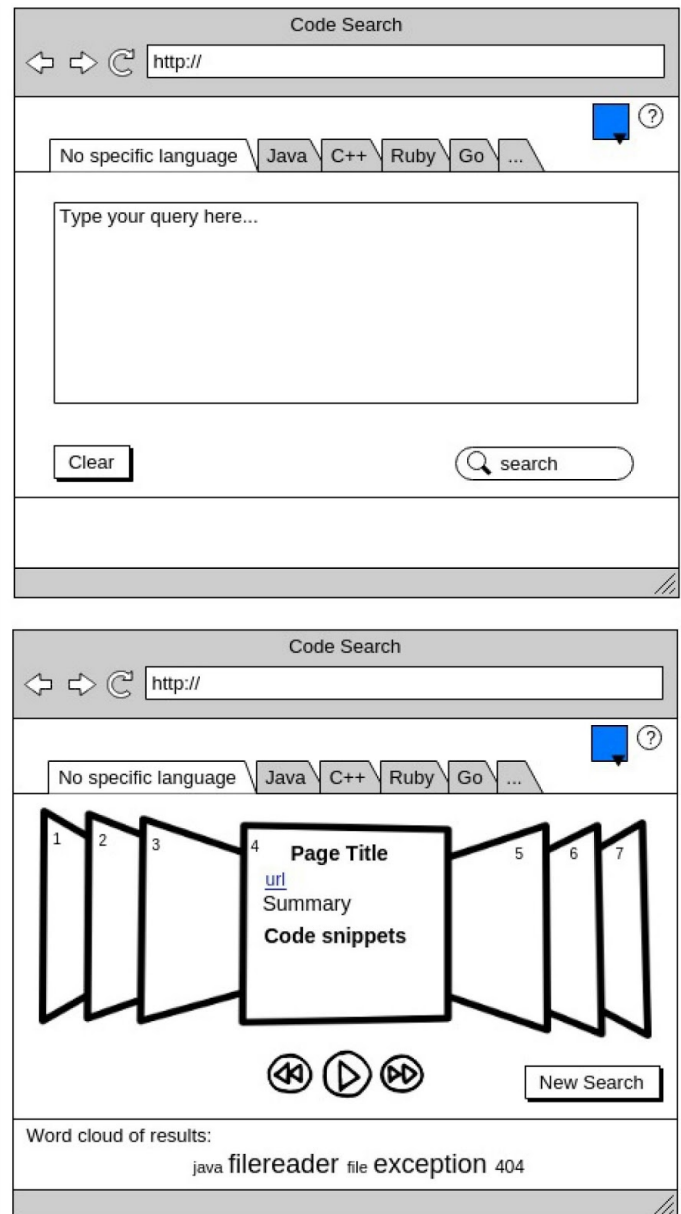 Code Search
http://
?
No specific language Java C++ Ruby Go ...
Type your query here...
Clear search
Code Search
http://
?
No specific language Java C++ Ruby Go ...
1 2 3 4 Page Title 5 6 7
url
Summary
Code snippets
New Search
Word cloud of results:
java filereader file exception 404